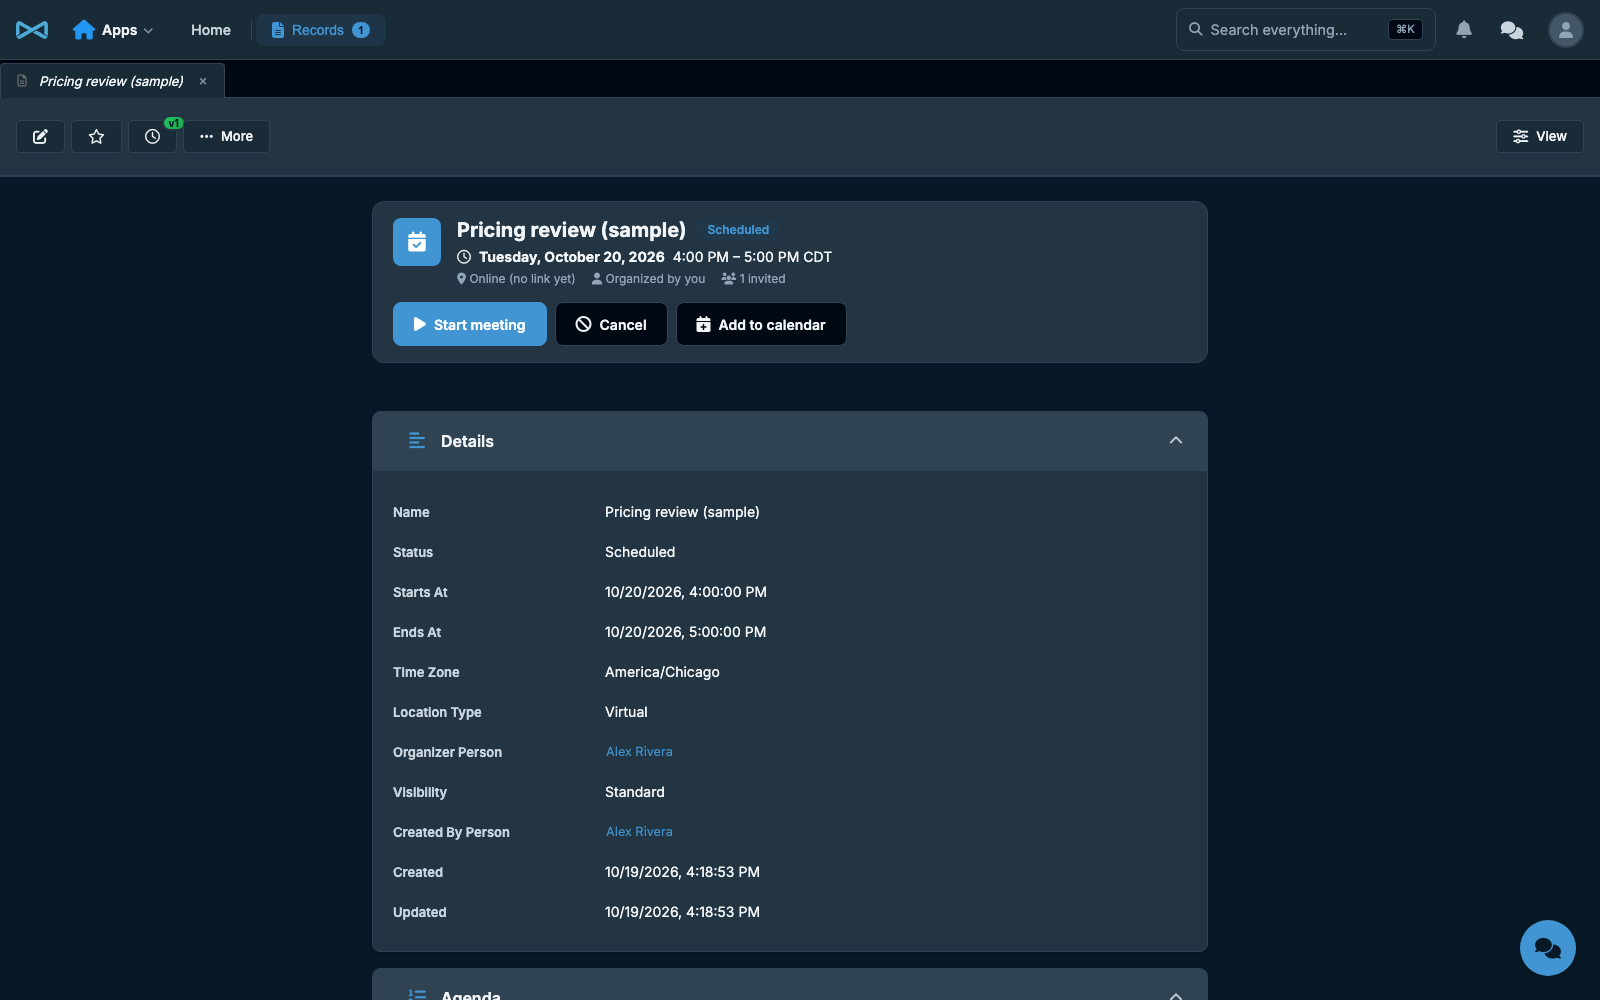 Apps
Home
Records 1
Search everything... ⌘K
Pricing review (sample) ×
v1
More
View
Pricing review (sample) Scheduled
Tuesday, October 20, 2026 4:00 PM – 5:00 PM CDT
Online (no link yet) Organized by you 1 invited
Start meeting
Cancel
Add to calendar
Details
Name Pricing review (sample)
Status Scheduled
Starts At 10/20/2026, 4:00:00 PM
Ends At 10/20/2026, 5:00:00 PM
Time Zone America/Chicago
Location Type Virtual
Organizer Person Alex Rivera
Visibility Standard
Created By Person Alex Rivera
Created 10/19/2026, 4:18:53 PM
Updated 10/19/2026, 4:18:53 PM
Agenda